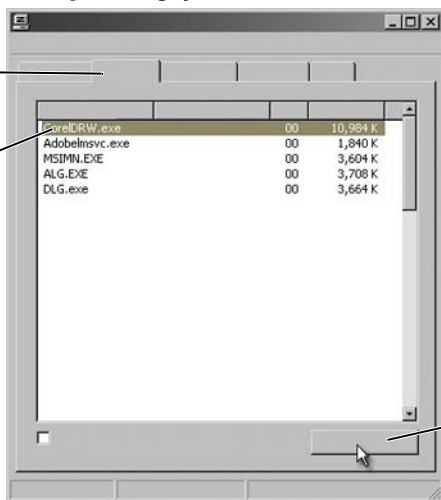 CorelDRW.exe 00 10,984 K
Adobelmsvc.exe 00 1,840 K
MSIMN.EXE 00 3,604 K
ALG.EXE 00 3,708 K
DLG.exe 00 3,664 K